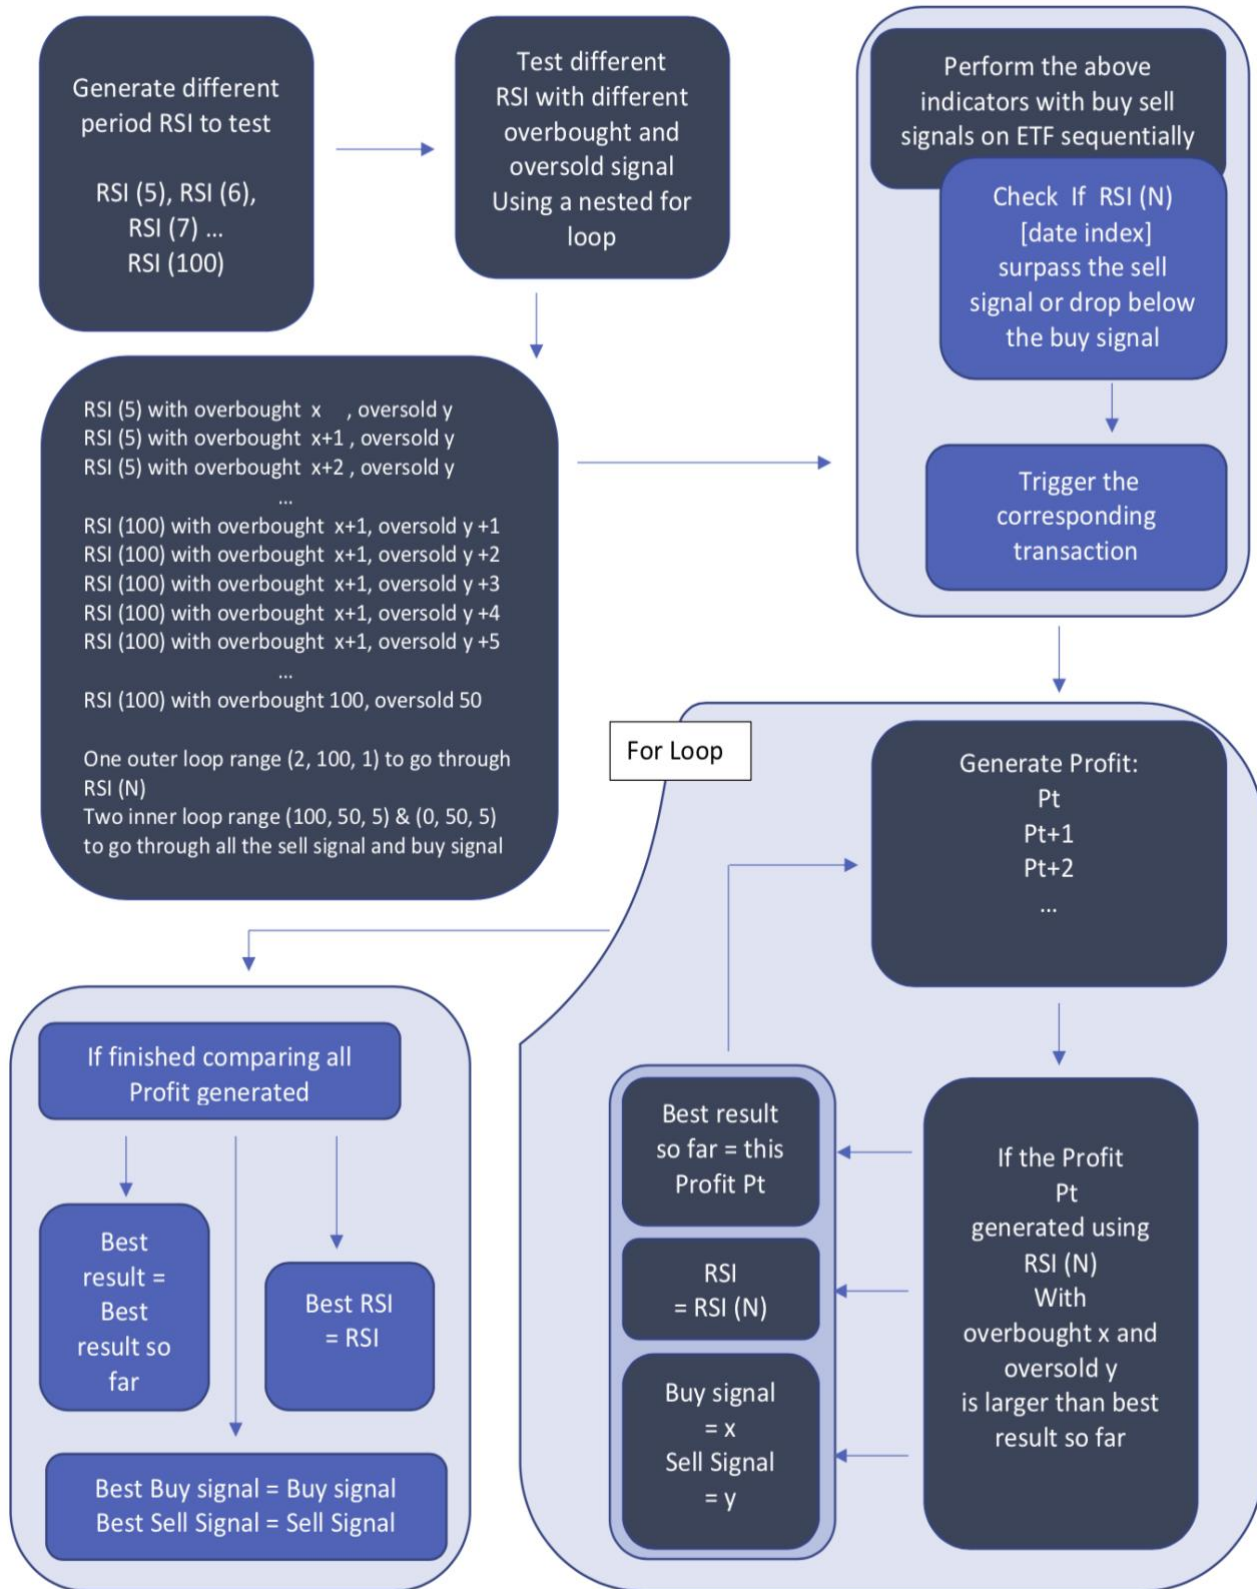 Generate different
period RSI to test
RSI (5), RSI (6),
RSI (7) ...
RSI (100)
Test different
RSI with different
overbought and
oversold signal
Using a nested for
loop
Perform the above
indicators with buy sell
signals on ETF sequentially
Check If RSI (N)
[date index]
surpass the sell
signal or drop below
the buy signal
Trigger the
corresponding
transaction
RSI (5) with overbought x , oversold y
RSI (5) with overbought x+1 , oversold y
RSI (5) with overbought x+2 , oversold y
...
RSI (100) with overbought x+1, oversold y +1
RSI (100) with overbought x+1, oversold y +2
RSI (100) with overbought x+1, oversold y +3
RSI (100) with overbought x+1, oversold y +4
RSI (100) with overbought x+1, oversold y +5
...
RSI (100) with overbought 100, oversold 50
One outer loop range (2, 100, 1) to go through
RSI (N)
Two inner loop range (100, 50, 5) & (0, 50, 5)
to go through all the sell signal and buy signal
For Loop
Generate Profit:
Pt
Pt+1
Pt+2
...
If the Profit
Pt
generated using
RSI (N)
With
overbought x and
oversold y
is larger than best
result so far
Best result
so far = this
Profit Pt
RSI
= RSI (N)
Buy signal
= x
Sell Signal
= y
If finished comparing all
Profit generated
Best
result =
Best
result so
far
Best RSI
= RSI
Best Buy signal = Buy signal
Best Sell Signal = Sell Signal